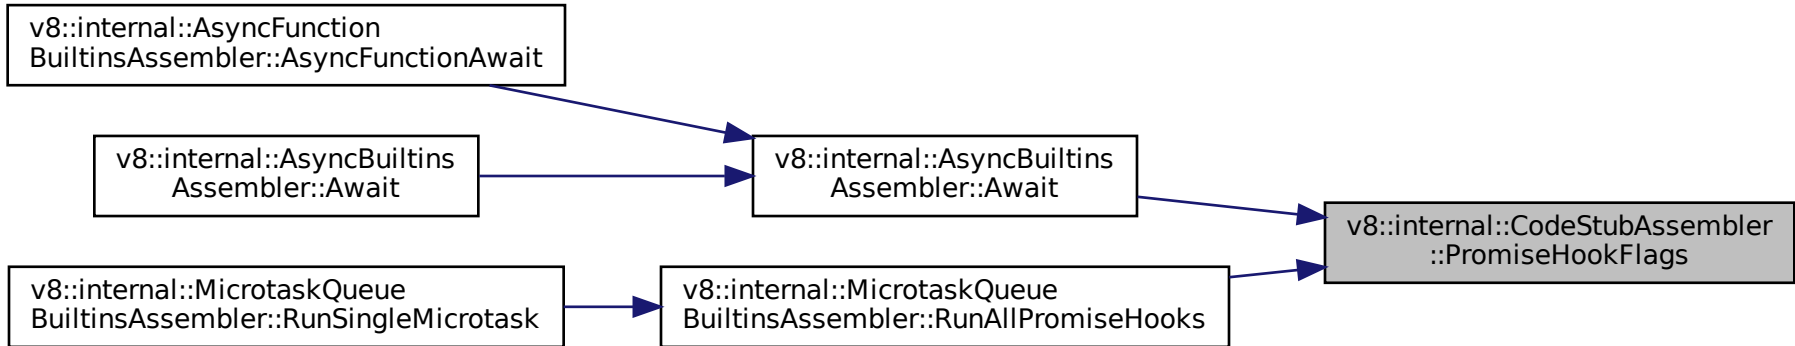 v8::internal::AsyncFunction
BuiltinsAssembler::AsyncFunctionAwait
v8::internal::AsyncBuiltins
Assembler::Await
v8::internal::AsyncBuiltins
Assembler::Await
v8::internal::CodeStubAssembler
::PromiseHookFlags
v8::internal::MicrotaskQueue
BuiltinsAssembler::RunSingleMicrotask
v8::internal::MicrotaskQueue
BuiltinsAssembler::RunAllPromiseHooks